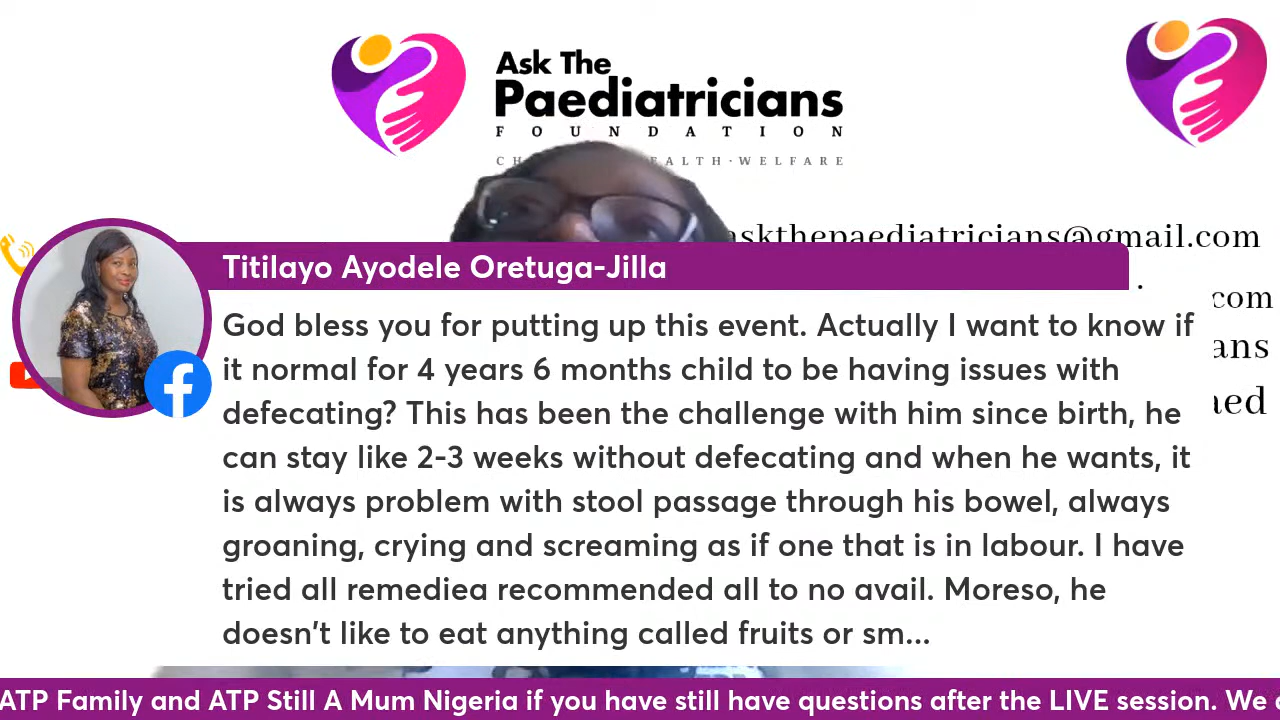 Ask The
Paediatricians
FOUNDATION
askthepaediatricians@gmail.com
Titilayo Ayodele Oretuga-Jilla
.
God bless you for putting up this event. Actually I want to know if
it normal for 4 years 6 months child to be having issues with
defecating? This has been the challenge with him since birth, he
can stay like 2-3 weeks without defecating and when he wants, it
is always problem with stool passage through his bowel, always
groaning, crying and screaming as if one that is in labour. I have
tried all remediea recommended all to no avail. Moreso, he
doesn't like to eat anything called fruits or sm...
com
ans
ATP Family and ATP Still A Mum Nigeria if you have still have questions after the LIVE session. We